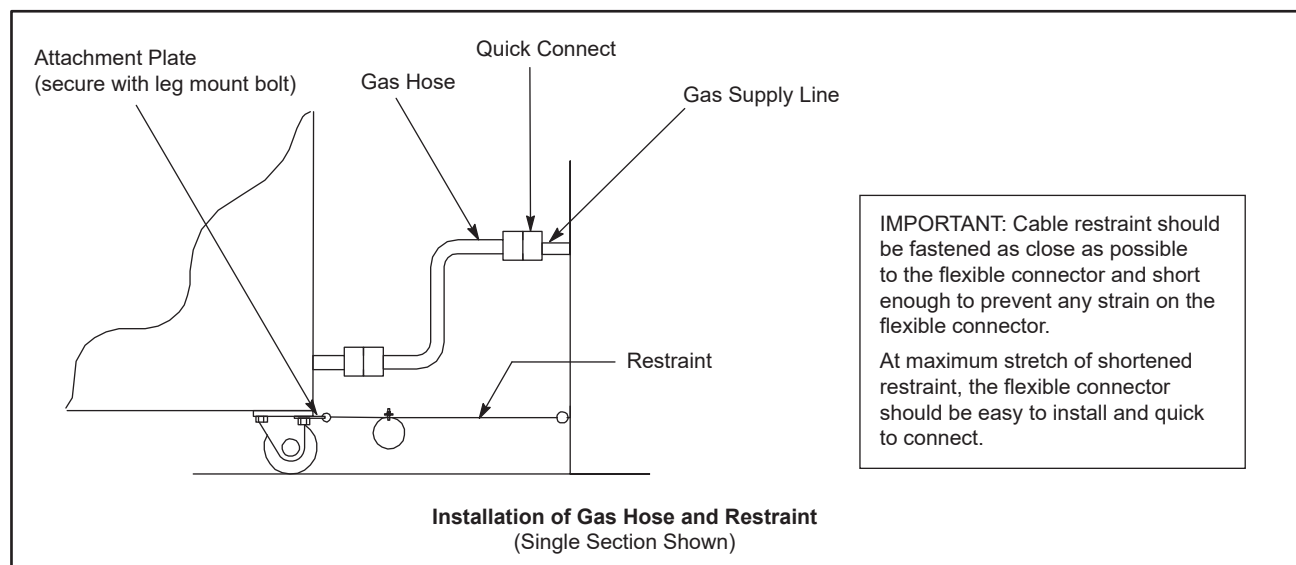 Attachment Plate
(secure with leg mount bolt)
Gas Hose
Quick Connect
Gas Supply Line
Restraint
IMPORTANT: Cable restraint should
be fastened as close as possible
to the flexible connector and short
enough to prevent any strain on the
flexible connector.
At maximum stretch of shortened
restraint, the flexible connector
should be easy to install and quick
to connect.
Installation of Gas Hose and Restraint
(Single Section Shown)